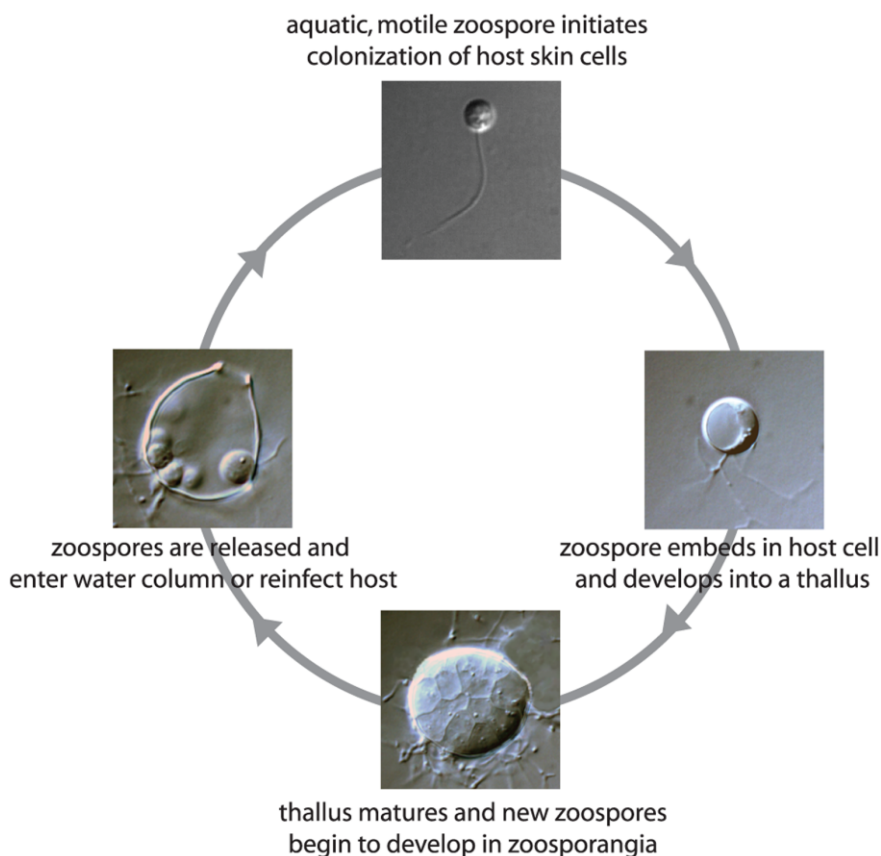 aquatic, motile zoospore initiates
colonization of host skin cells
zoospore embeds in host cell
and develops into a thallus
thallus matures and new zoospores
begin to develop in zoosporangia
zoospores are released and
enter water column or reinfect host